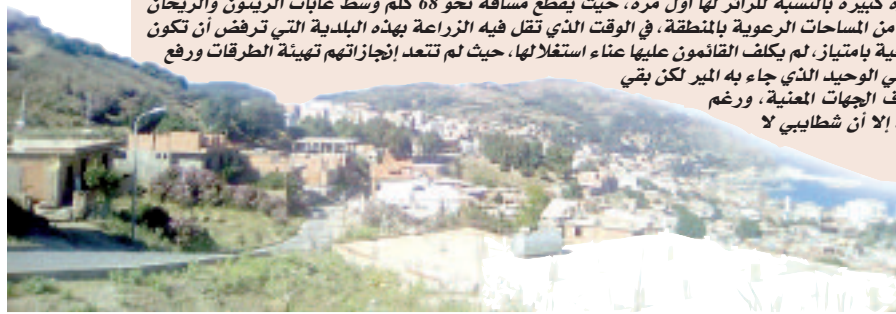 كبيرة بالنسبة للزائر لها أول مرة، حيث يقطع مسافة نحو 68 كلم وسط غابات الزيتون والريحان
من المساحات الرعوية بالمنطقة، في الوقت الذي تقل فيه الزراعة بهذه البلدية التي ترفض أن تكون
بامتياز، لم يكلف القائمون عليها عناء استغلالها، حيث لم تتعد إنجازاتهم تهيئة الطرقات ورفع
الوحيد الذي جاء به المير لكن بقي
الجهات المعنية، ورغم
إلا أن شطايبي لا